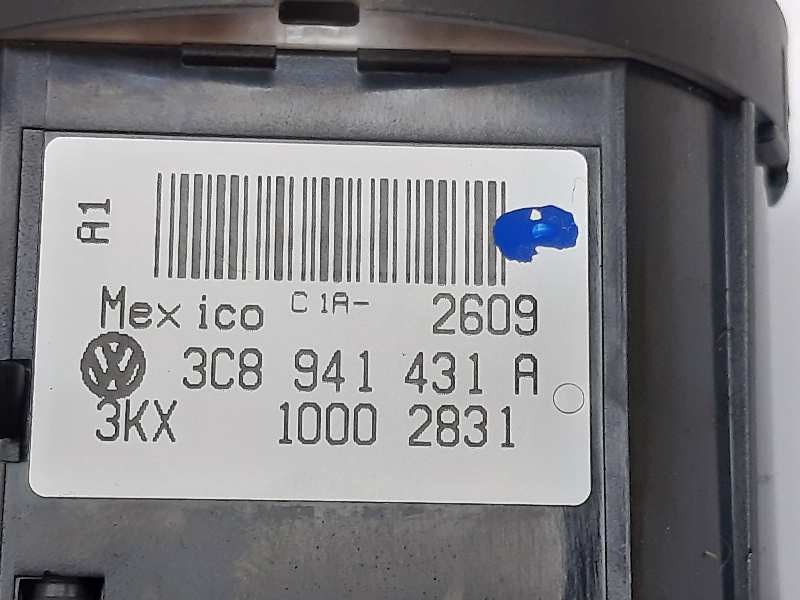 A1
Mexico C1A- 2609
3C8 941 431 A
3KX 1000 2831